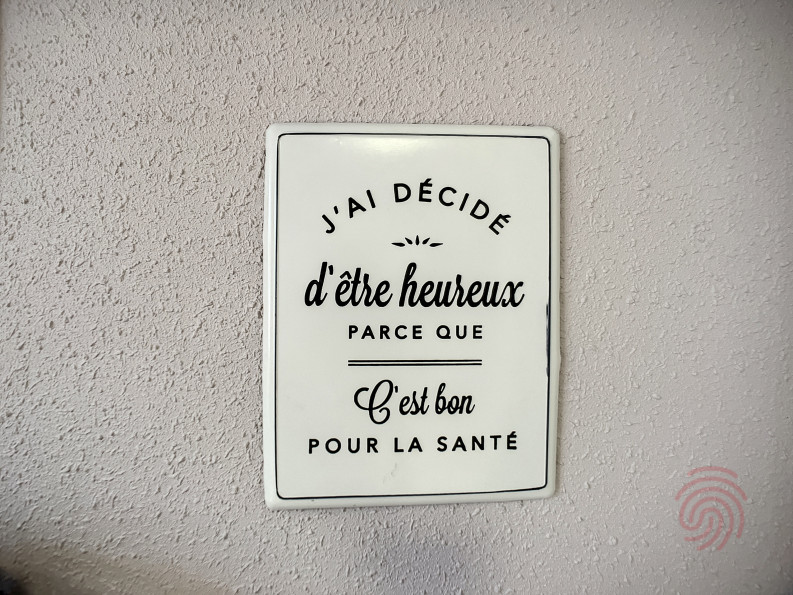 J'AI DÉCIDÉ
d'être heureux
PARCE QUE
C'est bon
POUR LA SANTÉ